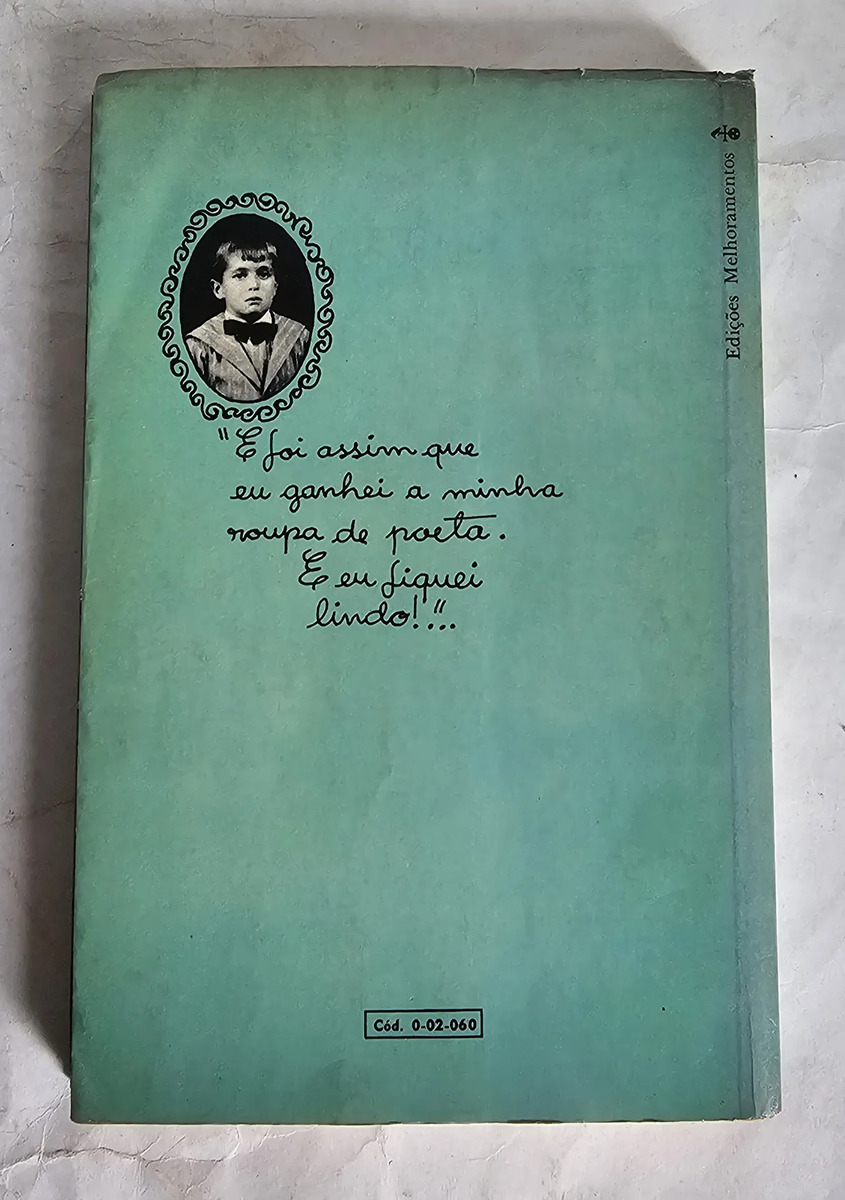 "E foi assim que
eu ganhei a minha
roupa de poeta.
E eu fiquei
lindo!"...
Cód. 0-02-060
Edições Melhoramentos